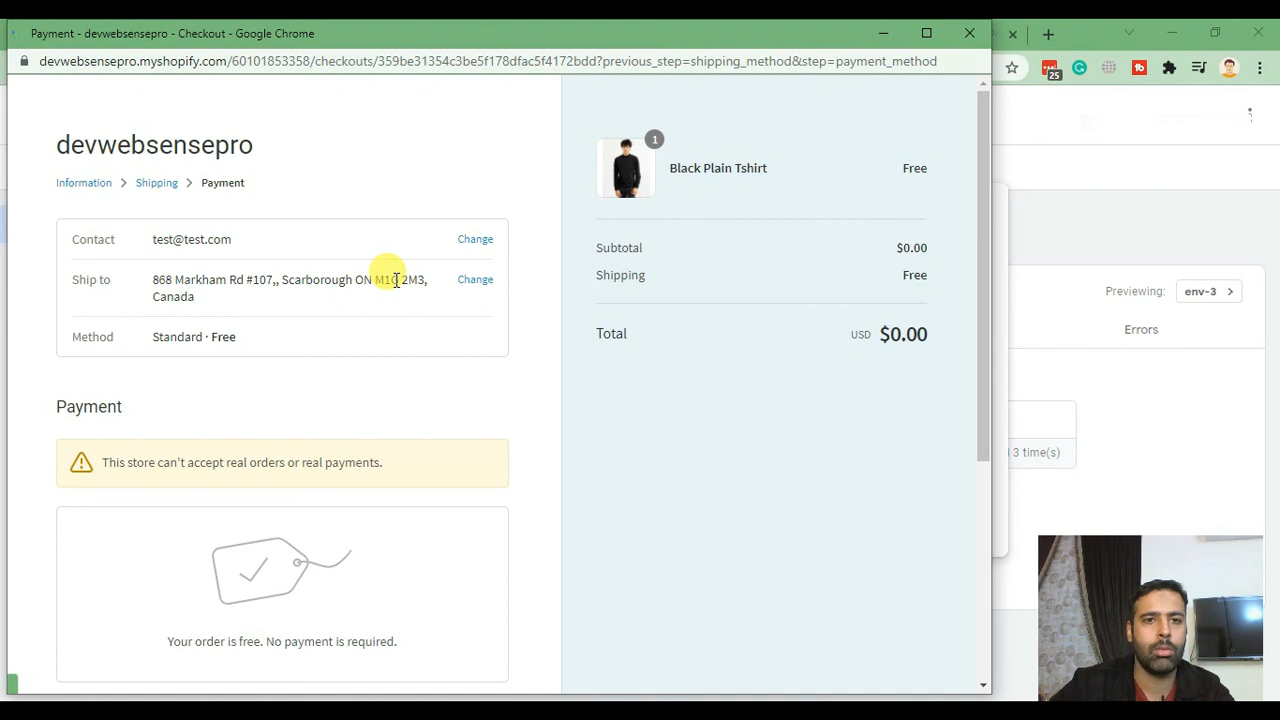 Payment - devwebsensepro - Checkout - Google Chrome
devwebsensepro.myshopify.com/60101853358/checkouts/359be31354c3be5f178dfac5f4172bdd?previous_step=shipping_method&step=payment_method
25
devwebsensepro
Information > Shipping > Payment
Contact test@test.com Change
Ship to 868 Markham Rd #107,, Scarborough ON 2M3, Canada Change
Method Standard · Free
Payment
This store can't accept real orders or real payments.
Your order is free. No payment is required.
1
Black Plain Tshirt Free
Subtotal $0.00
Shipping Free
Total USD $0.00
Previewing: env-3 >
Errors
3 time(s)